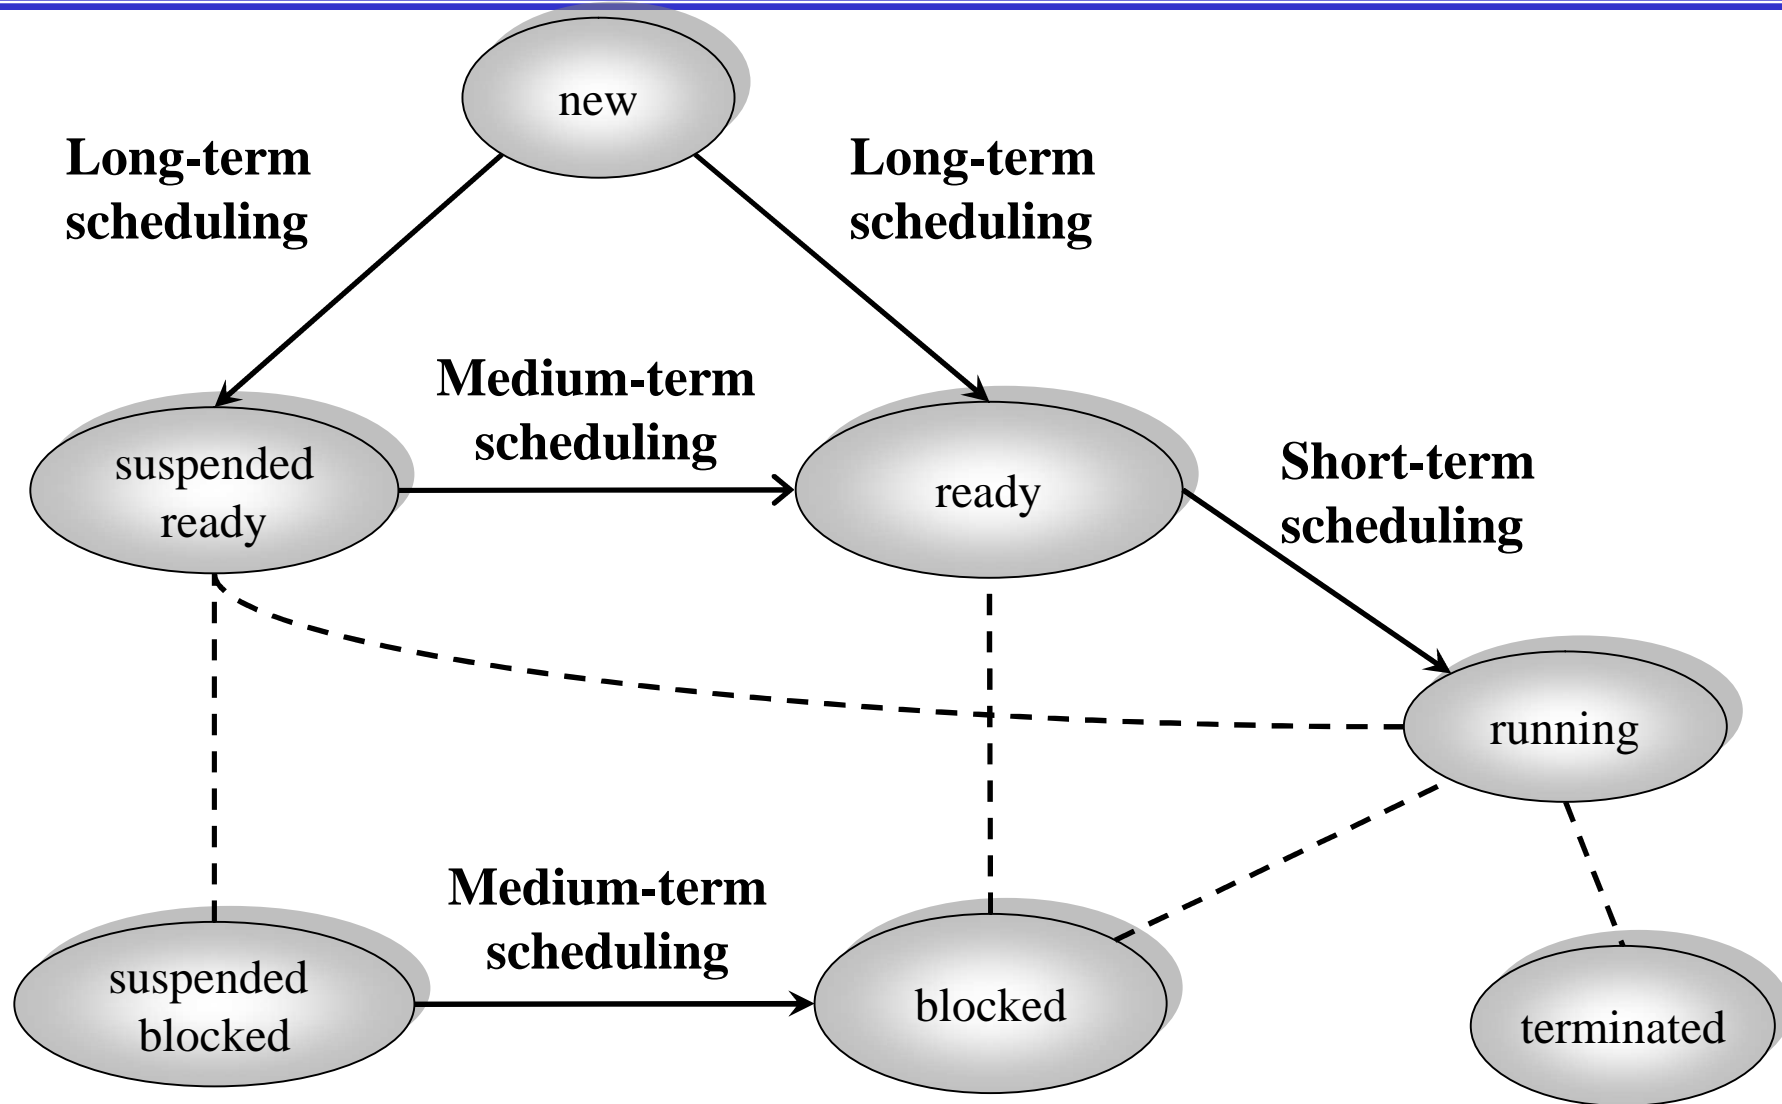 new
Long-term
scheduling
Long-term
scheduling
Medium-term
scheduling
suspended
ready
ready
Short-term
scheduling
running
Medium-term
scheduling
suspended
blocked
blocked
terminated